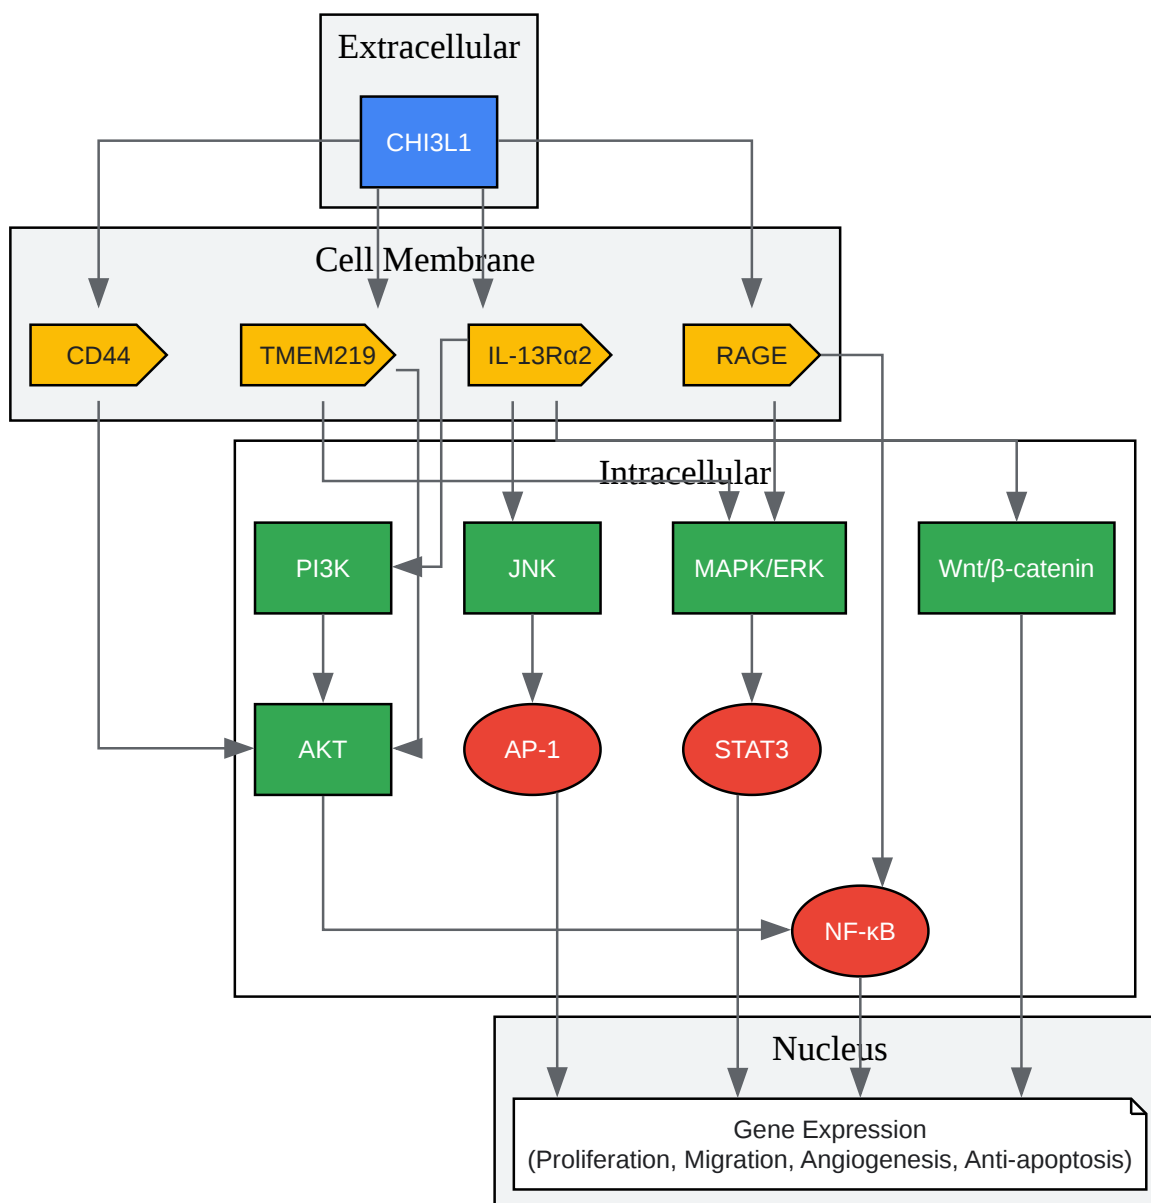 Extracellular
CHI3L1
Cell Membrane
CD44
TMEM219
IL-13Rα2
RAGE
Intracellular
PI3K
JNK
MAPK/ERK
Wnt/β-catenin
AKT
AP-1
STAT3
NF-κB
Nucleus
Gene Expression
(Proliferation, Migration, Angiogenesis, Anti-apoptosis)